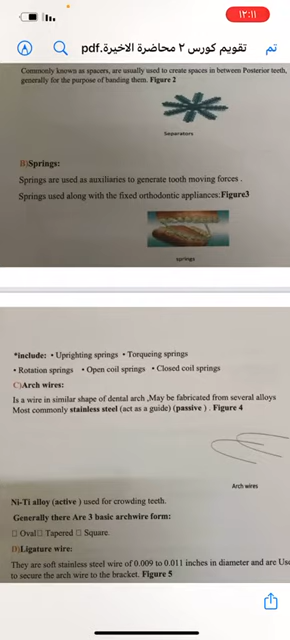 ١٢:١١
تقويم كورس ٢ محاضرة الاخيرة.pdf
تم
Commonly known as spacers, are usually used to create spaces in between Posterior teeth,
generally for the purpose of banding them. Figure 2
Separators
B)Springs:
Springs are used as auxiliaries to generate tooth moving forces .
Springs used along with the fixed orthodontic appliances:Figure3
springs
*include: • Uprighting springs • Torqueing springs
• Rotation springs • Open coil springs • Closed coil springs
C)Arch wires:
Is a wire in similar shape of dental arch ,May be fabricated from several alloys
Most commonly stainless steel (act as a guide) (passive ) . Figure 4
Arch wires
Ni-Ti alloy (active ) used for crowding teeth.
Generally there Are 3 basic archwire form:
□ Oval□ Tapered □ Square.
D)Ligature wire:
They are soft stainless steel wire of 0.009 to 0.011 inches in diameter and are Use
to secure the arch wire to the bracket. Figure 5